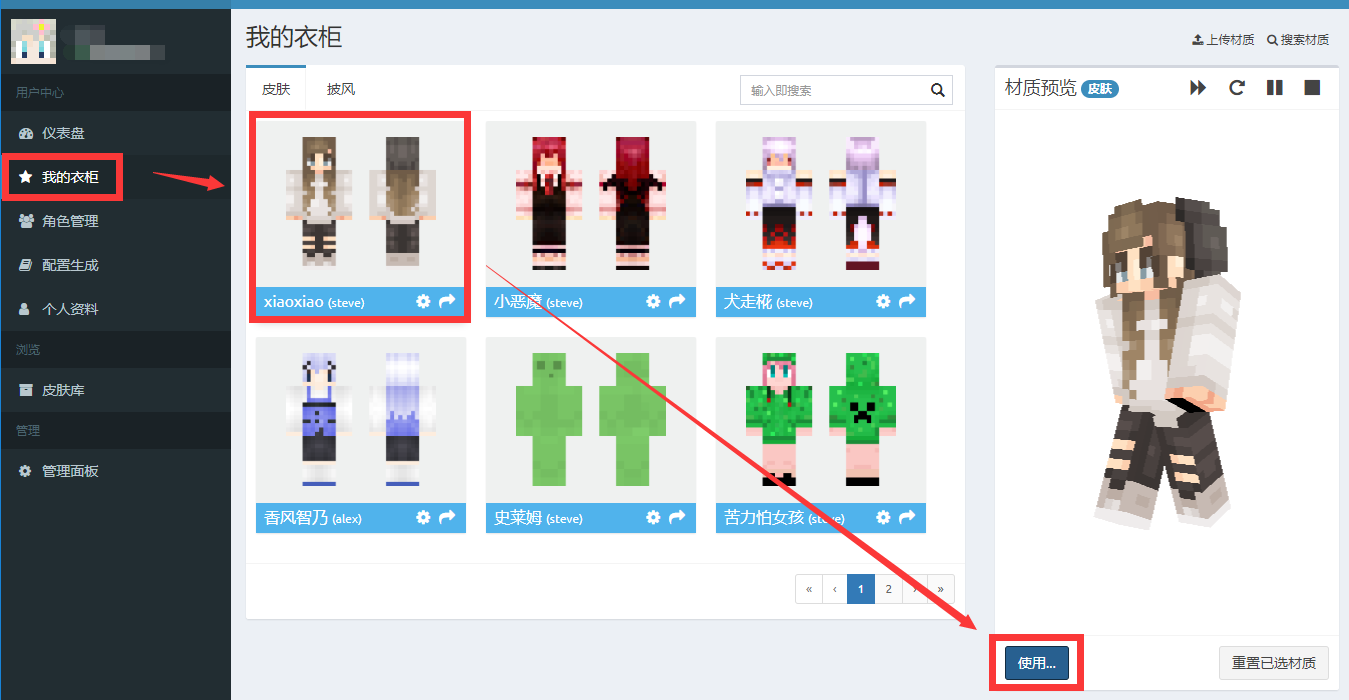 我的衣柜
上传材质
搜索材质
用户中心
仪表盘
我的衣柜
角色管理
配置生成
个人资料
浏览
皮肤库
管理
管理面板
皮肤
披风
输入即搜索
xiaoxiao (steve)
小恶魔 (steve)
犬走椛 (steve)
香风智乃 (alex)
史莱姆 (steve)
苦力怕女孩 (steve)
« ‹ 1 2 › »
材质预览 皮肤
使用...
重置已选材质